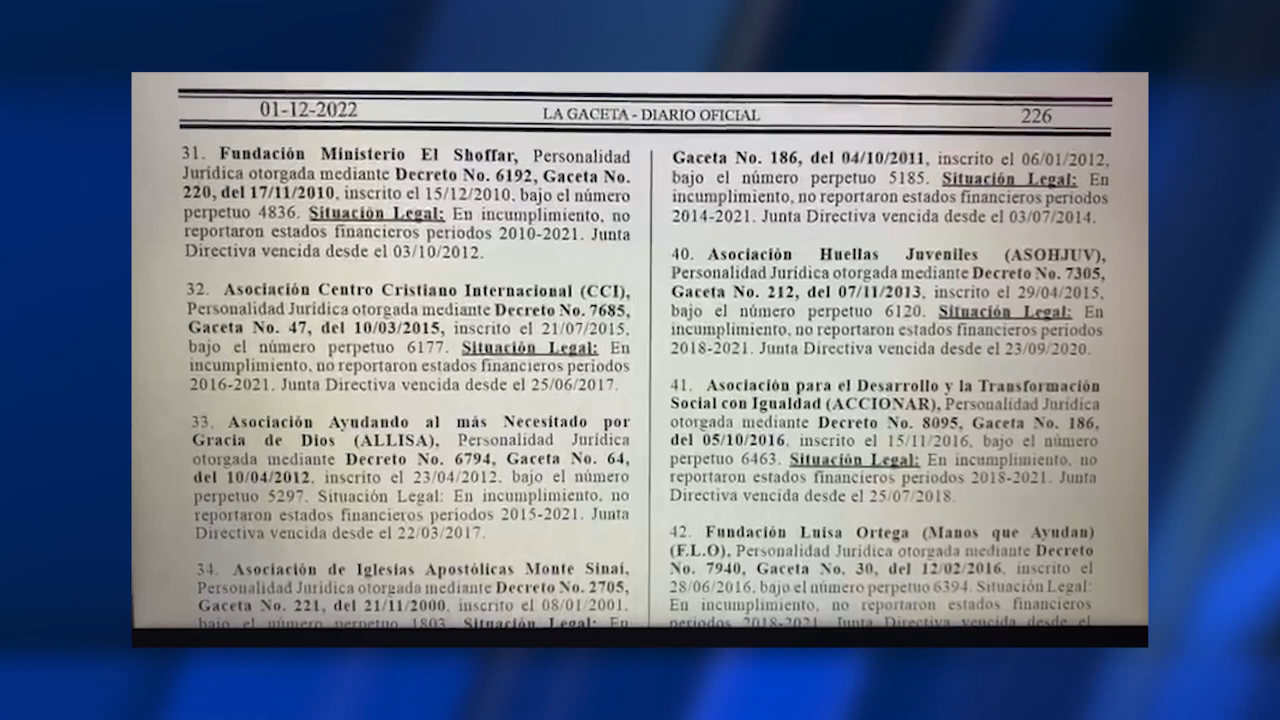 01-12-2022
LA GACETA - DIARIO OFICIAL
226
31. Fundación Ministerio El Shoffar, Personalidad
Jurídica otorgada mediante Decreto No. 6192, Gaceta No.
220, del 17/11/2010, inscrito el 15/12/2010, bajo el número
perpetuo 4836. Situación Legal: En incumplimiento, no
reportaron estados financieros periodos 2010-2021. Junta
Directiva vencida desde el 03/10/2012.
32. Asociación Centro Cristiano Internacional (CCI),
Personalidad Jurídica otorgada mediante Decreto No. 7685,
Gaceta No. 47, del 10/03/2015, inscrito el 21/07/2015,
bajo el número perpetuo 6177. Situación Legal: En
incumplimiento, no reportaron estados financieros periodos
2016-2021. Junta Directiva vencida desde el 25/06/2017.
33. Asociación Ayudando al más Necesitado por
Gracia de Dios (ALLISA), Personalidad Jurídica
otorgada mediante Decreto No. 6794, Gaceta No. 64,
del 10/04/2012, inscrito el 23/04/2012, bajo el número
perpetuo 5297. Situación Legal: En incumplimiento, no
reportaron estados financieros periodos 2015-2021. Junta
Directiva vencida desde el 22/03/2017.
34. Asociación de Iglesias Apostólicas Monte Sinai,
Personalidad Jurídica otorgada mediante Decreto No. 2705,
Gaceta No. 221, del 21/11/2000, inscrito el 08/01/2001,
bajo el número perpetuo 1803. Situación Legal: En
Gaceta No. 186, del 04/10/2011, inscrito el 06/01/2012,
bajo el número perpetuo 5185. Situación Legal: En
incumplimiento, no reportaron estados financieros periodos
2014-2021. Junta Directiva vencida desde el 03/07/2014.
40. Asociación Huellas Juveniles (ASOHJUV),
Personalidad Jurídica otorgada mediante Decreto No. 7305,
Gaceta No. 212, del 07/11/2013, inscrito el 29/04/2015,
bajo el número perpetuo 6120. Situación Legal: En
incumplimiento, no reportaron estados financieros periodos
2018-2021. Junta Directiva vencida desde el 23/09/2020.
41. Asociación para el Desarrollo y la Transformación
Social con Igualdad (ACCIONAR), Personalidad Jurídica
otorgada mediante Decreto No. 8095, Gaceta No. 186,
del 05/10/2016, inscrito el 15/11/2016, bajo el número
perpetuo 6463. Situación Legal: En incumplimiento, no
reportaron estados financieros periodos 2018-2021. Junta
Directiva vencida desde el 25/07/2018.
42. Fundación Luisa Ortega (Manos que Ayudan)
(F.L.O), Personalidad Jurídica otorgada mediante Decreto
No. 7940, Gaceta No. 30, del 12/02/2016, inscrito el
28/06/2016, bajo el número perpetuo 6394. Situación Legal:
En incumplimiento, no reportaron estados financieros
periodos 2018-2021. Junta Directiva vencida desde el